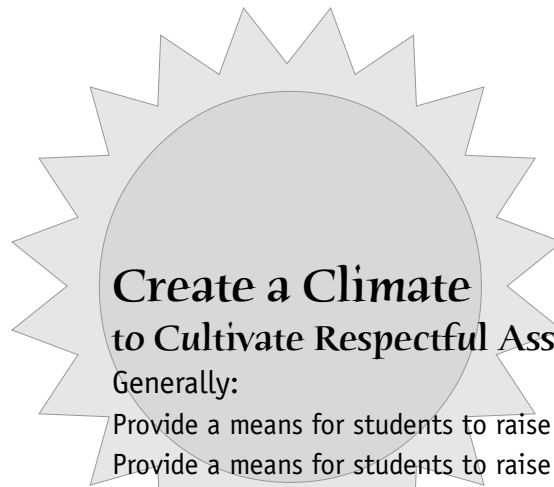 Create a Climate
to Cultivate Respectful Ass
Generally:
Provide a means for students to raise
Provide a means for students to raise